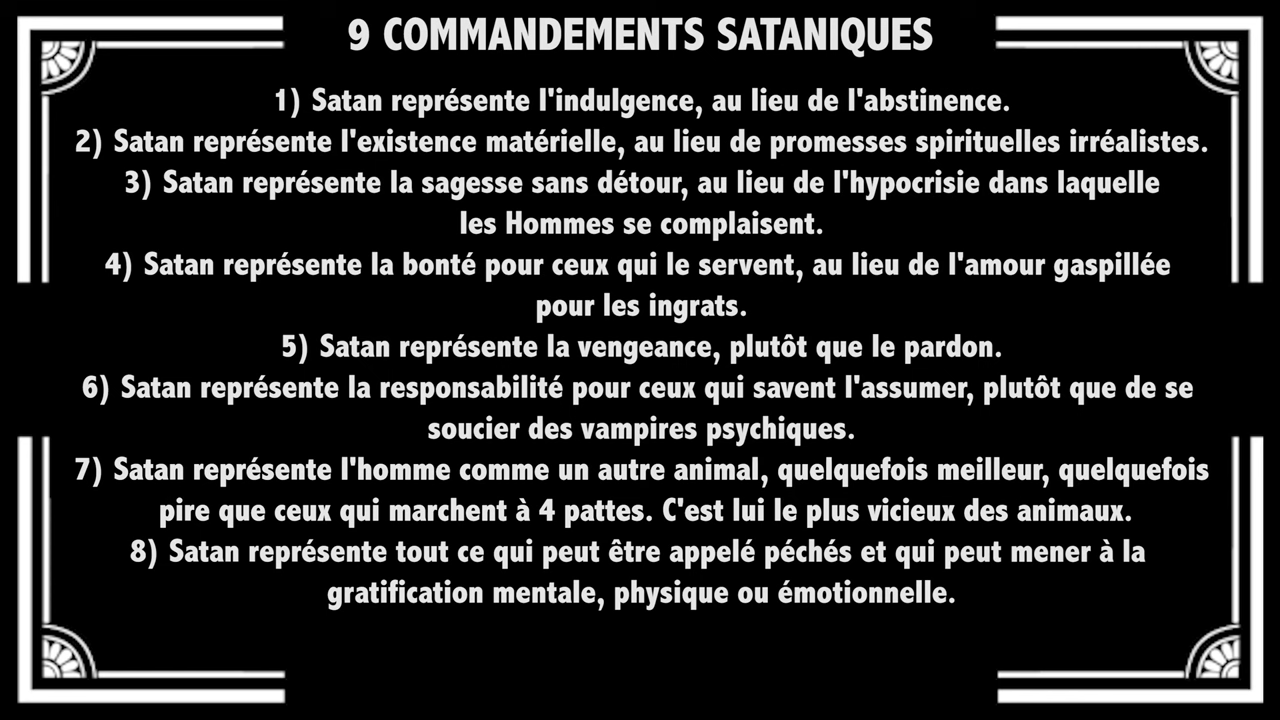 9 COMMANDEMENTS SATANIQUES
1) Satan représente l'indulgence, au lieu de l'abstinence.
2) Satan représente l'existence matérielle, au lieu de promesses spirituelles irréalistes.
3) Satan représente la sagesse sans détour, au lieu de l'hypocrisie dans laquelle
les Hommes se complaisent.
4) Satan représente la bonté pour ceux qui le servent, au lieu de l'amour gaspillée
pour les ingrats.
5) Satan représente la vengeance, plutôt que le pardon.
6) Satan représente la responsabilité pour ceux qui savent l'assumer, plutôt que de se
soucier des vampires psychiques.
7) Satan représente l'homme comme un autre animal, quelquefois meilleur, quelquefois
pire que ceux qui marchent à 4 pattes. C'est lui le plus vicieux des animaux.
8) Satan représente tout ce qui peut être appelé péchés et qui peut mener à la
gratification mentale, physique ou émotionnelle.